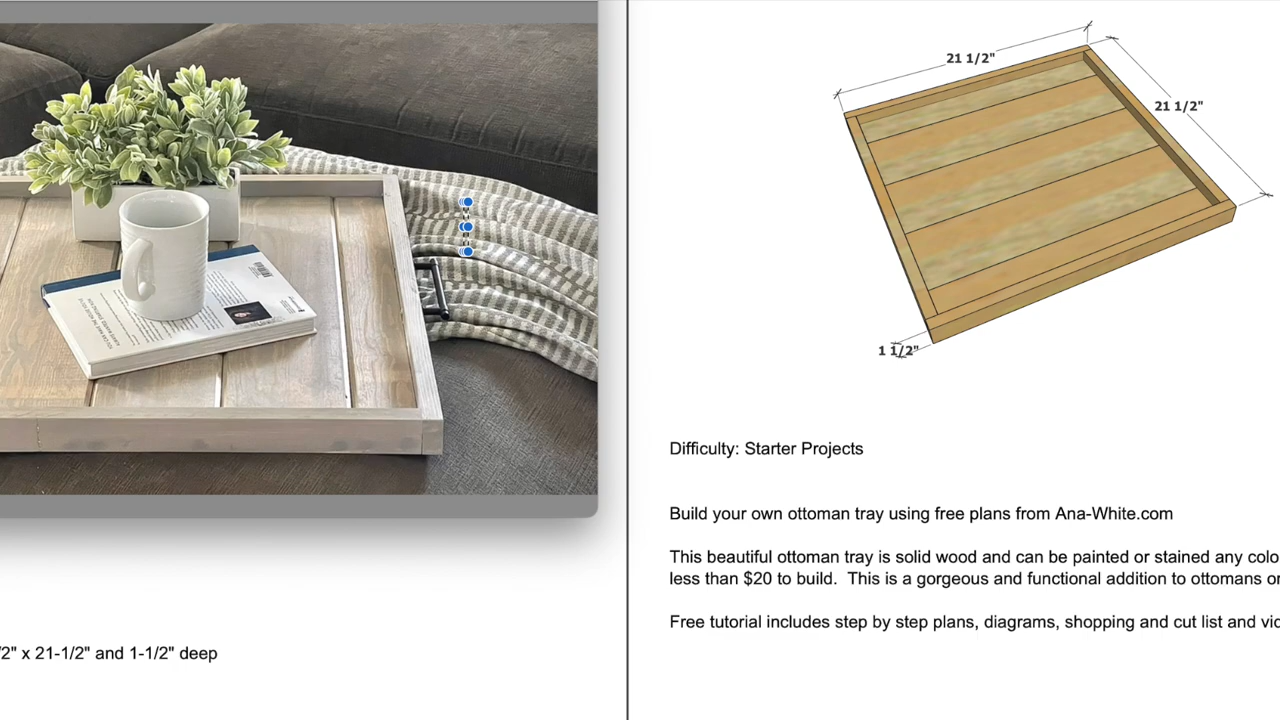 /2" x 21-1/2" and 1-1/2" deep
21 1/2"
21 1/2"
1 1/2"
Difficulty: Starter Projects
Build your own ottoman tray using free plans from Ana-White.com
This beautiful ottoman tray is solid wood and can be painted or stained any colo
less than $20 to build. This is a gorgeous and functional addition to ottomans or
Free tutorial includes step by step plans, diagrams, shopping and cut list and vid